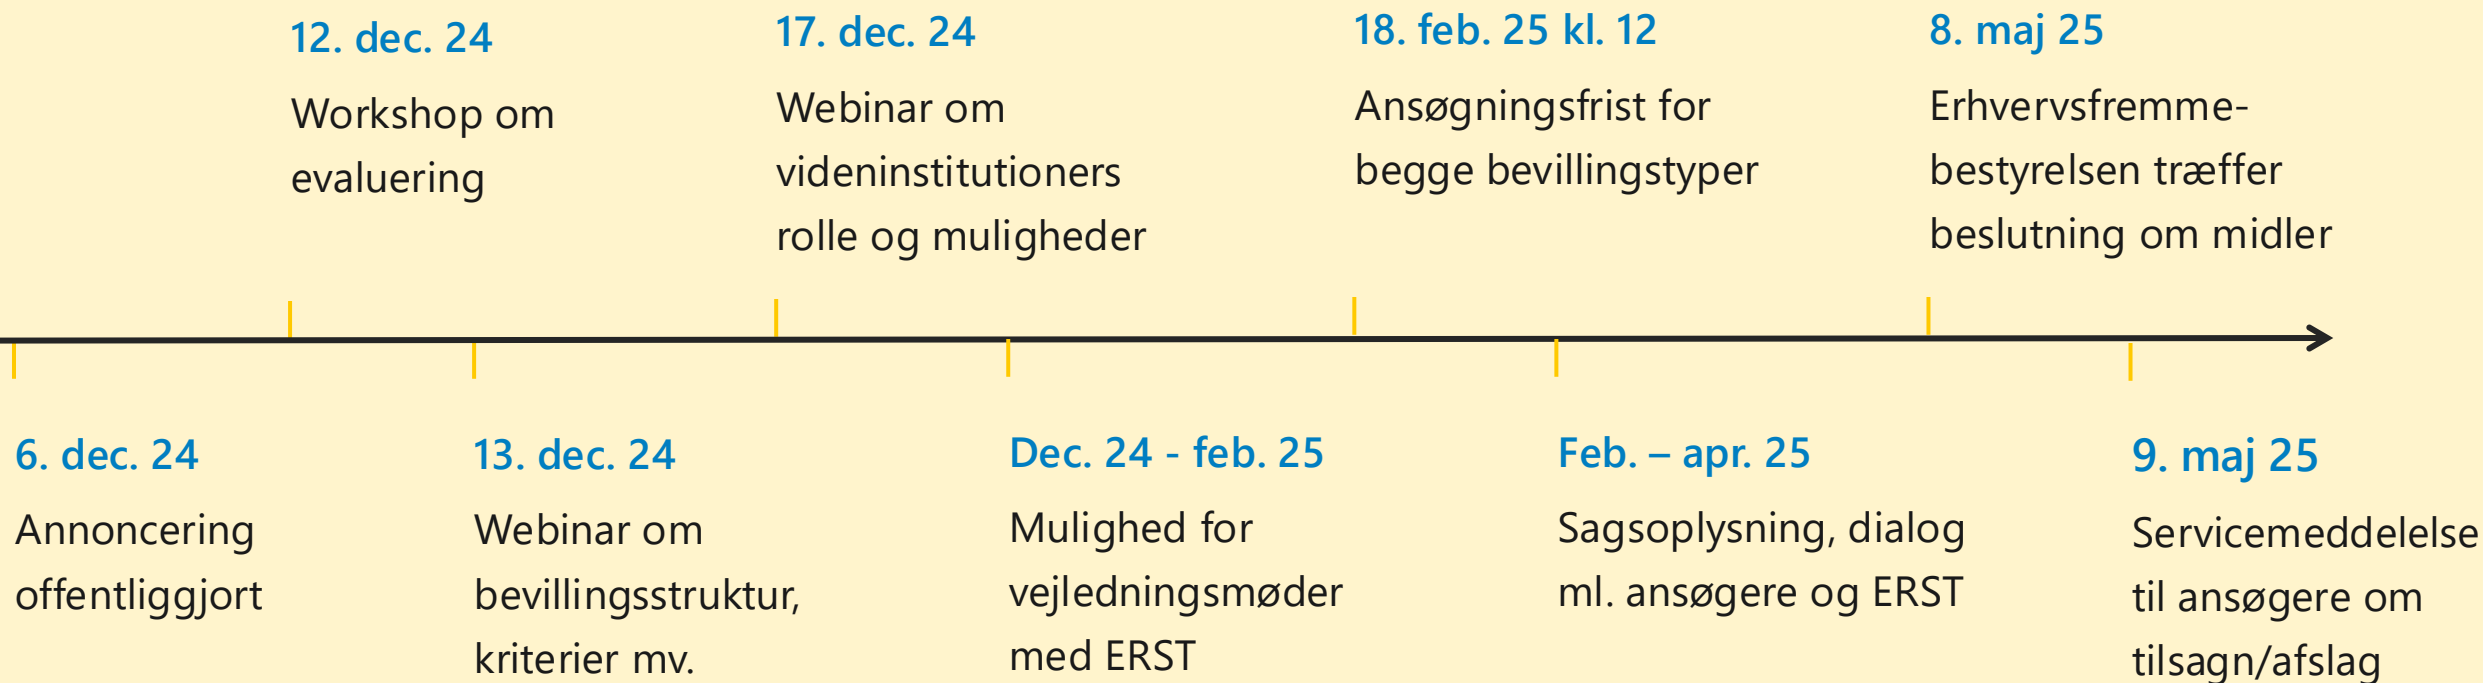 12. dec. 24
Workshop om
evaluering
17. dec. 24
Webinar om
videninstitutioners
rolle og muligheder
18. feb. 25 kl. 12
Ansøgningsfrist for
begge bevillingstyper
8. maj 25
Erhvervsfremme-
bestyrelsen træffer
beslutning om midler
6. dec. 24
Annoncering
offentliggjort
13. dec. 24
Webinar om
bevillingsstruktur,
kriterier mv.
Dec. 24 - feb. 25
Mulighed for
vejledningsmøder
med ERST
Feb. – apr. 25
Sagsoplysning, dialog
ml. ansøgere og ERST
9. maj 25
Servicemeddelelse
til ansøgere om
tilsagn/afslag